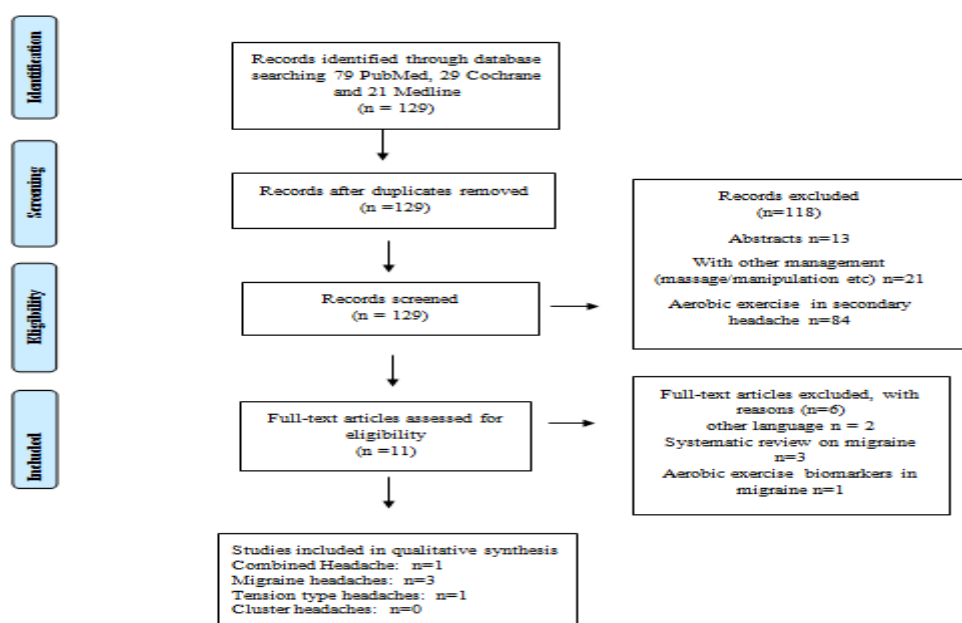 Identification
Records identified through database
searching 79 PubMed, 29 Cochrane
and 21 Medline
(n = 129)
Screening
Records after duplicates removed
(n =129)
Records excluded
(n=118)
Abstracts n=13
With other management
(massage/manipulation etc) n=21
Aerobic exercise in secondary
headache n=84
Eligibility
Records screened
(n = 129)
Included
Full-text articles assessed for
eligibility
(n =11)
Full-text articles excluded, with
reasons (n=6)
other language n = 2
Systematic review on migraine
n=3
Aerobic exercise biomarkers in
migraine n=1
Studies included in qualitative synthesis
Combined Headache: n=1
Migraine headaches: n=3
Tension type headaches: n=1
Cluster headaches: n=0